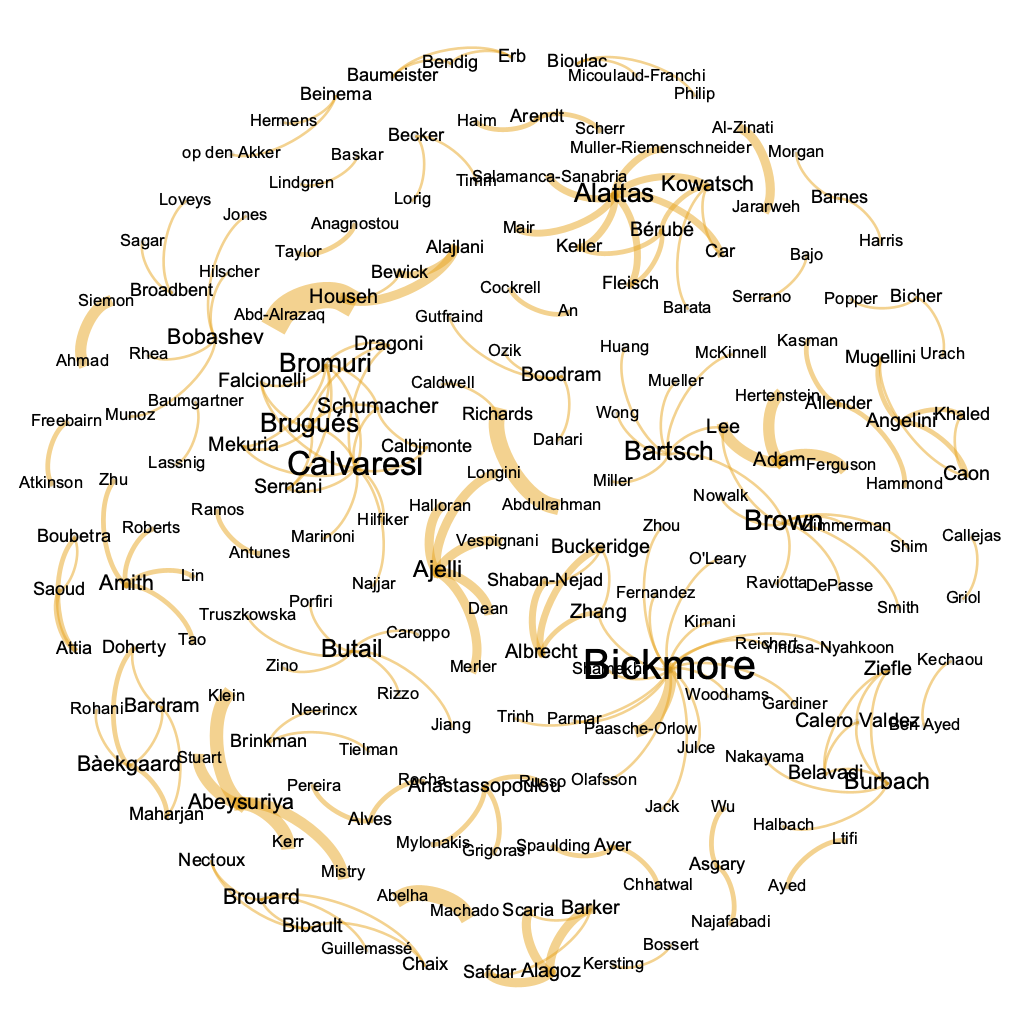 Erb
Bendig
Bioulac
Baumeister
Micoulaud-Franchi
Beinema
Philip
Hermens
Haim
Arendt
Scherr
Al-Zinati
Becker
Muller-Riemenschneider
Morgan
op den Akker
Baskar
Timm
Salamanca-Sanabria
Lindgren
Alattas
Kowatsch
Loveys
Lorig
Jararweh
Barnes
Jones
Anagnostou
Mair
Bérubé
Sagar
Taylor
Alajlani
Keller
Car
Harris
Bajo
Hilscher
Bewick
Broadbent
Cockrell
Fleisch
Siemon
Househ
Serrano
Popper
Bicher
Abd-Alrazaq
Gutfraind
An
Barata
Bobashev
Dragoni
Ozik
Huang
Kasman
Ahmad
Rhea
Bromuri
McKinnell
Mugellini
Urach
Falcionelli
Caldwell
Boodram
Mueller
Baumgartner
Schumacher
Hertenstein
Allender
Freebairn
Munoz
Brugués
Richards
Wong
Lee
Angelini
Khaled
Mekuria
Calbimonte
Dahari
Bartsch
Lassnig
Calvaresi
Adam
Ferguson
Atkinson
Zhu
Sernani
Longini
Miller
Hammond
Caon
Nowalk
Ramos
Halloran
Abdulrahman
Hilfiker
Brown
Zimmerman
Boubetra
Roberts
Marinoni
Vespignani
Zhou
Callejas
Antunes
Buckeridge
Shim
O'Leary
Saoud
Amith
Lin
Najjar
Ajelli
Shaban-Nejad
Raviotta
DePasse
Fernandez
Griol
Truszkowska
Porfiri
Dean
Zhang
Smith
Kimani
Attia
Doherty
Tao
Caroppo
Butail
Albrecht
Reichert
Yinusa-Nyahkoon
Zino
Merler
Shamekhi
Bickmore
Ziefle
Kechaou
Klein
Rizzo
Woodhams
Rohani
Bardram
Neerincx
Gardiner
Jiang
Trinh
Parmar
Paasche-Orlow
Calero Valdez
Ben Ayed
Brinkman
Tielman
Julce
Bàekgaard
Stuart
Nakayama
Belavadi
Pereira
Rocha
Anastassopoulou
Russo
Olafsson
Burbach
Maharjan
Abeysuriya
Alves
Jack
Wu
Halbach
Kerr
Mylonakis
Grigoras
Spaulding
Ayer
Ltifi
Nectoux
Mistry
Asgary
Chhatwal
Ayed
Brouard
Abelha
Machado
Scaria
Barker
Najafabadi
Bibault
Guillemassé
Bossert
Chaix
Safdar
Alagoz
Kersting